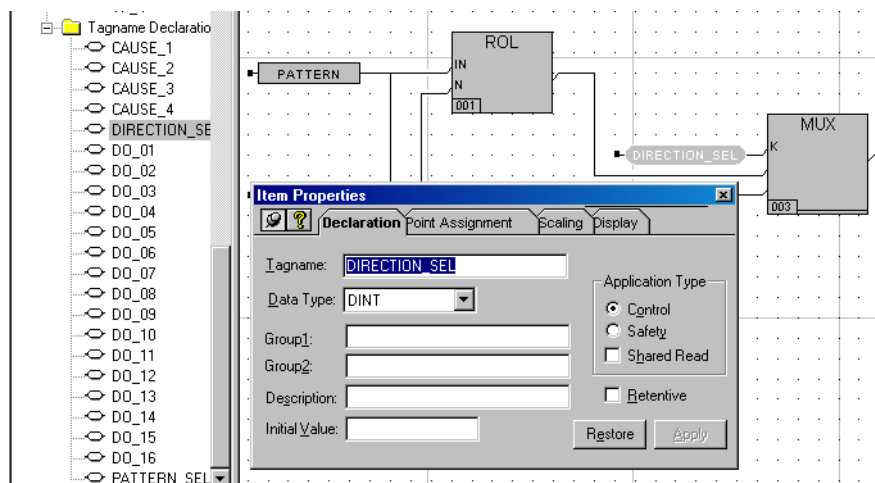 Tagname Declaratio
CAUSE_1
CAUSE_2
CAUSE_3
CAUSE_4
DIRECTION_SE
DO_01
DO_02
DO_03
DO_04
DO_05
DO_06
DO_07
DO_08
DO_09
DO_10
DO_11
DO_12
DO_13
DO_14
DO_15
DO_16
PATTERN_SEL
PATTERN
ROL
IN
N
001
DIRECTION_SEL
MUX
K
003
Item Properties
Declaration Point Assignment Scaling Display
Tagname: DIRECTION_SEL
Data Type: DINT
Group1:
Group2:
Description:
Initial Value:
Application Type
Control
Safety
Shared Read
Retentive
Restore Apply